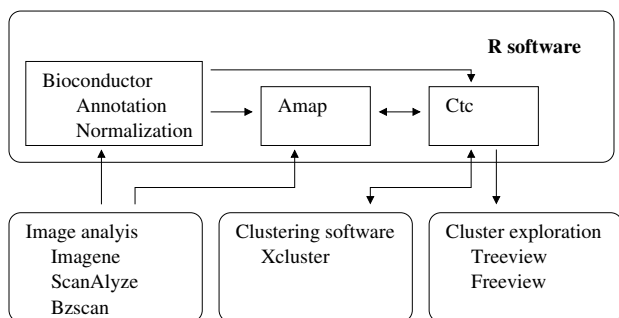 R software
Bioconductor
Annotation
Normalization
Amap
Ctc
Image analyis
Imagene
ScanAlyze
Bzscan
Clustering software
Xcluster
Cluster exploration
Treeview
Freeview